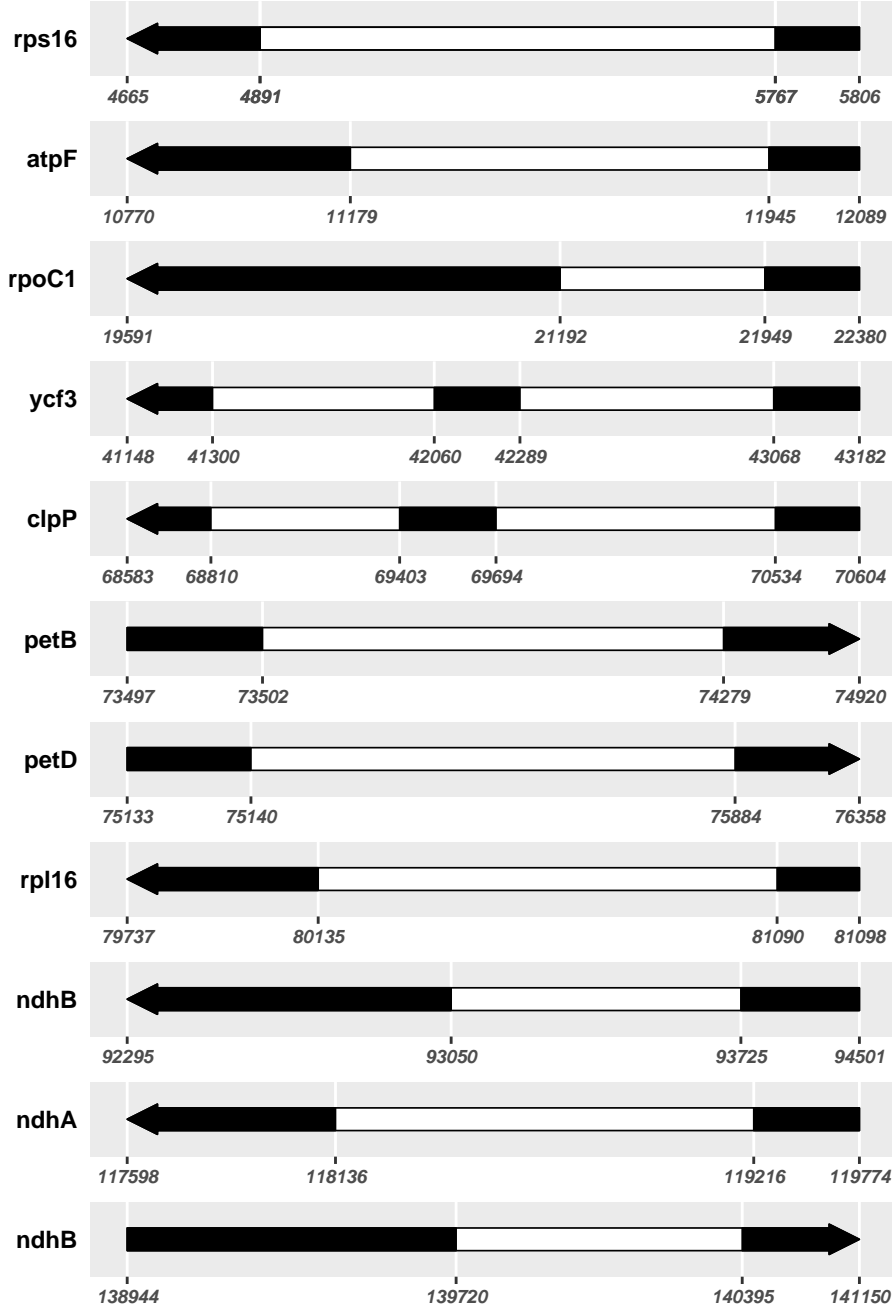 rps16
4665 4891 5767 5806
atpF
10770 11179 11945 12089
rpoC1
19591 21192 21949 22380
ycf3
41148 41300 42060 42289 43068 43182
clpP
68583 68810 69403 69694 70534 70604
petB
73497 73502 74279 74920
petD
75133 75140 75884 76358
rpl16
79737 80135 81090 81098
ndhB
92295 93050 93725 94501
ndhA
117598 118136 119216 119774
ndhB
138944 139720 140395 141150